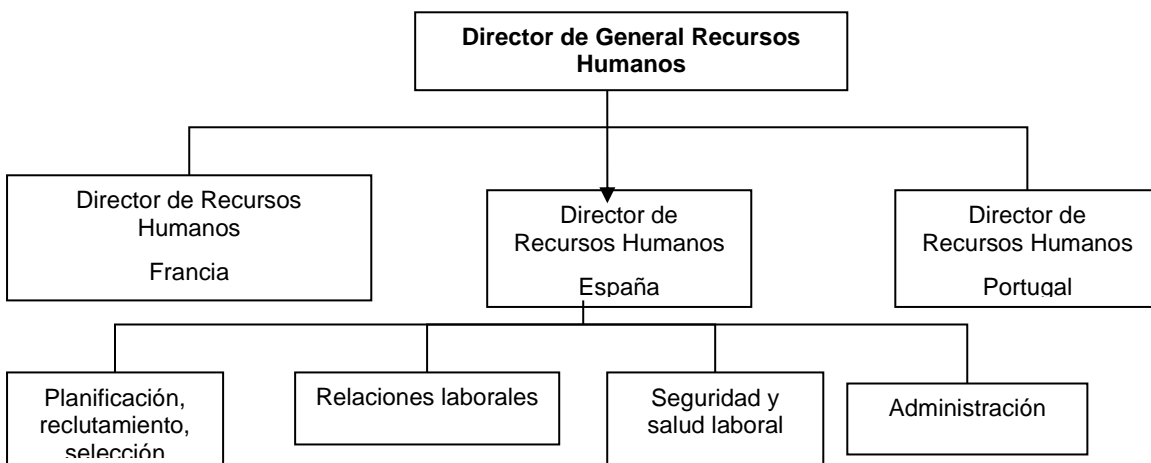 Director de General Recursos
Humanos
Director de Recursos
Humanos
Francia
Director de
Recursos Humanos
España
Director de
Recursos Humanos
Portugal
Planificación,
reclutamiento,
selección
Relaciones laborales
Seguridad y
salud laboral
Administración